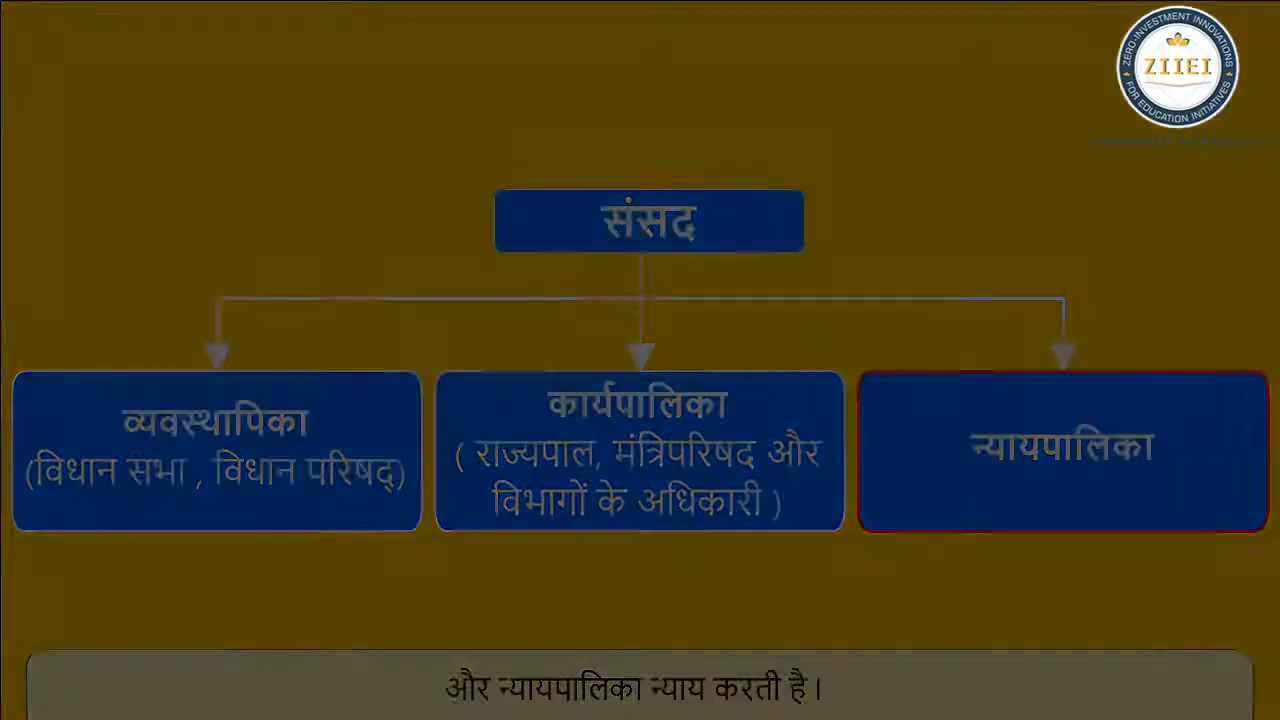 ZERO-INVESTMENT INNOVATIONS
ZIIEI
FOR EDUCATION INITIATIVES
संसद
व्यवस्थापिका
(विधान सभा , विधान परिषद्)
कार्यपालिका
( राज्यपाल, मंत्रिपरिषद और
विभागों के अधिकारी )
न्यायपालिका
और न्यायपालिका न्याय करती है ।